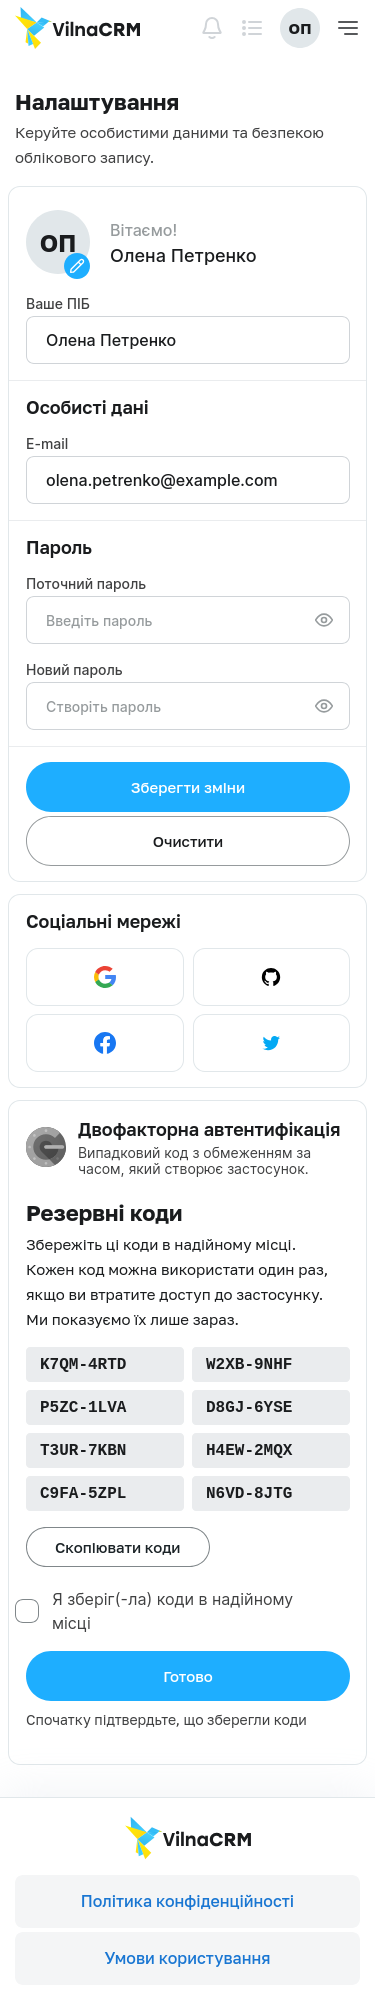 VilnaCRM
ОП
Налаштування
Керуйте особистими даними та безпекою
облікового запису.
ОП
Вітаємо!
Олена Петренко
Ваше ПІБ
Олена Петренко
Особисті дані
E-mail
olena.petrenko@example.com
Пароль
Поточний пароль
Введіть пароль
Новий пароль
Створіть пароль
Зберегти зміни
Очистити
Соціальні мережі
Двофакторна автентифікація
Випадковий код з обмеженням за
часом, який створює застосунок.
Резервні коди
Збережіть ці коди в надійному місці.
Кожен код можна використати один раз,
якщо ви втратите доступ до застосунку.
Ми показуємо їх лише зараз.
K7QM-4RTD
W2XB-9NHF
P5ZC-1LVA
D8GJ-6YSE
T3UR-7KBN
H4EW-2MQX
C9FA-5ZPL
N6VD-8JTG
Скопіювати коди
Я зберіг(-ла) коди в надійному
місці
Готово
Спочатку підтвердьте, що зберегли коди
VilnaCRM
Політика конфіденційності
Умови користування